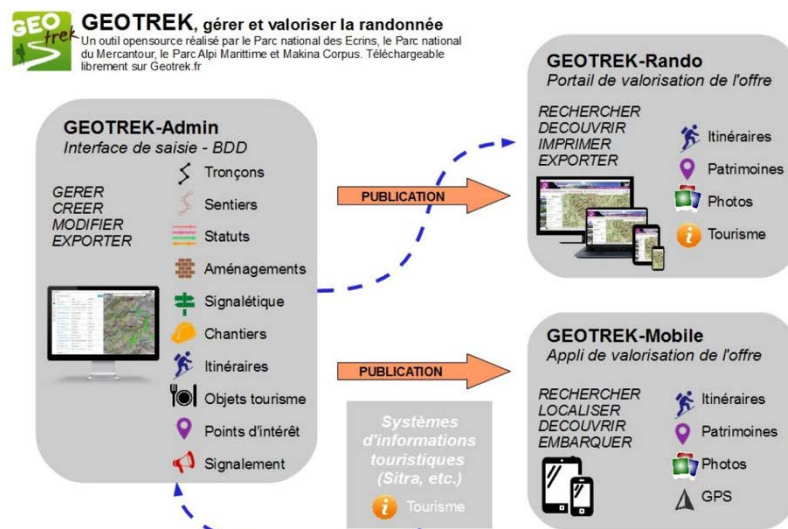 GEO
trek
GEOTREK, gérer et valoriser la randonnée
Un outil opensource réalisé par le Parc national des Ecrins, le Parc national
du Mercantour, le Parc Alpi Marittime et Makina Corpus. Téléchargeable
librement sur Geotrek.fr
GEOTREK-Admin
Interface de saisie - BDD
GERER
CREER
MODIFIER
EXPORTER
Tronçons
Sentiers
Statuts
Aménagements
Signalétique
Chantiers
Itinéraires
Objets tourisme
Points d'intérêt
Signalement
PUBLICATION
PUBLICATION
Systèmes
d'informations
touristiques
(Sitra, etc.)
Tourisme
GEOTREK-Rando
Portail de valorisation de l'offre
RECHERCHER
DECOUVRIR
IMPRIMER
EXPORTER
Itinéraires
Patrimoines
Photos
Tourisme
GEOTREK-Mobile
Appli de valorisation de l'offre
RECHERCHER
LOCALISER
DECOUVRIR
EMBARQUER
Itinéraires
Patrimoines
Photos
GPS